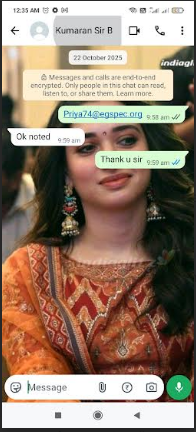 12:35 AM
Kumaran Sir B
22 October 2025
indiagl
Messages and calls are end-to-end
encrypted. Only people in this chat can read,
listen to, or share them. Learn more.
Priya74@egspec.org 9:58 am
Ok noted 9:59 am
Thank u sir 9:59 am
Message